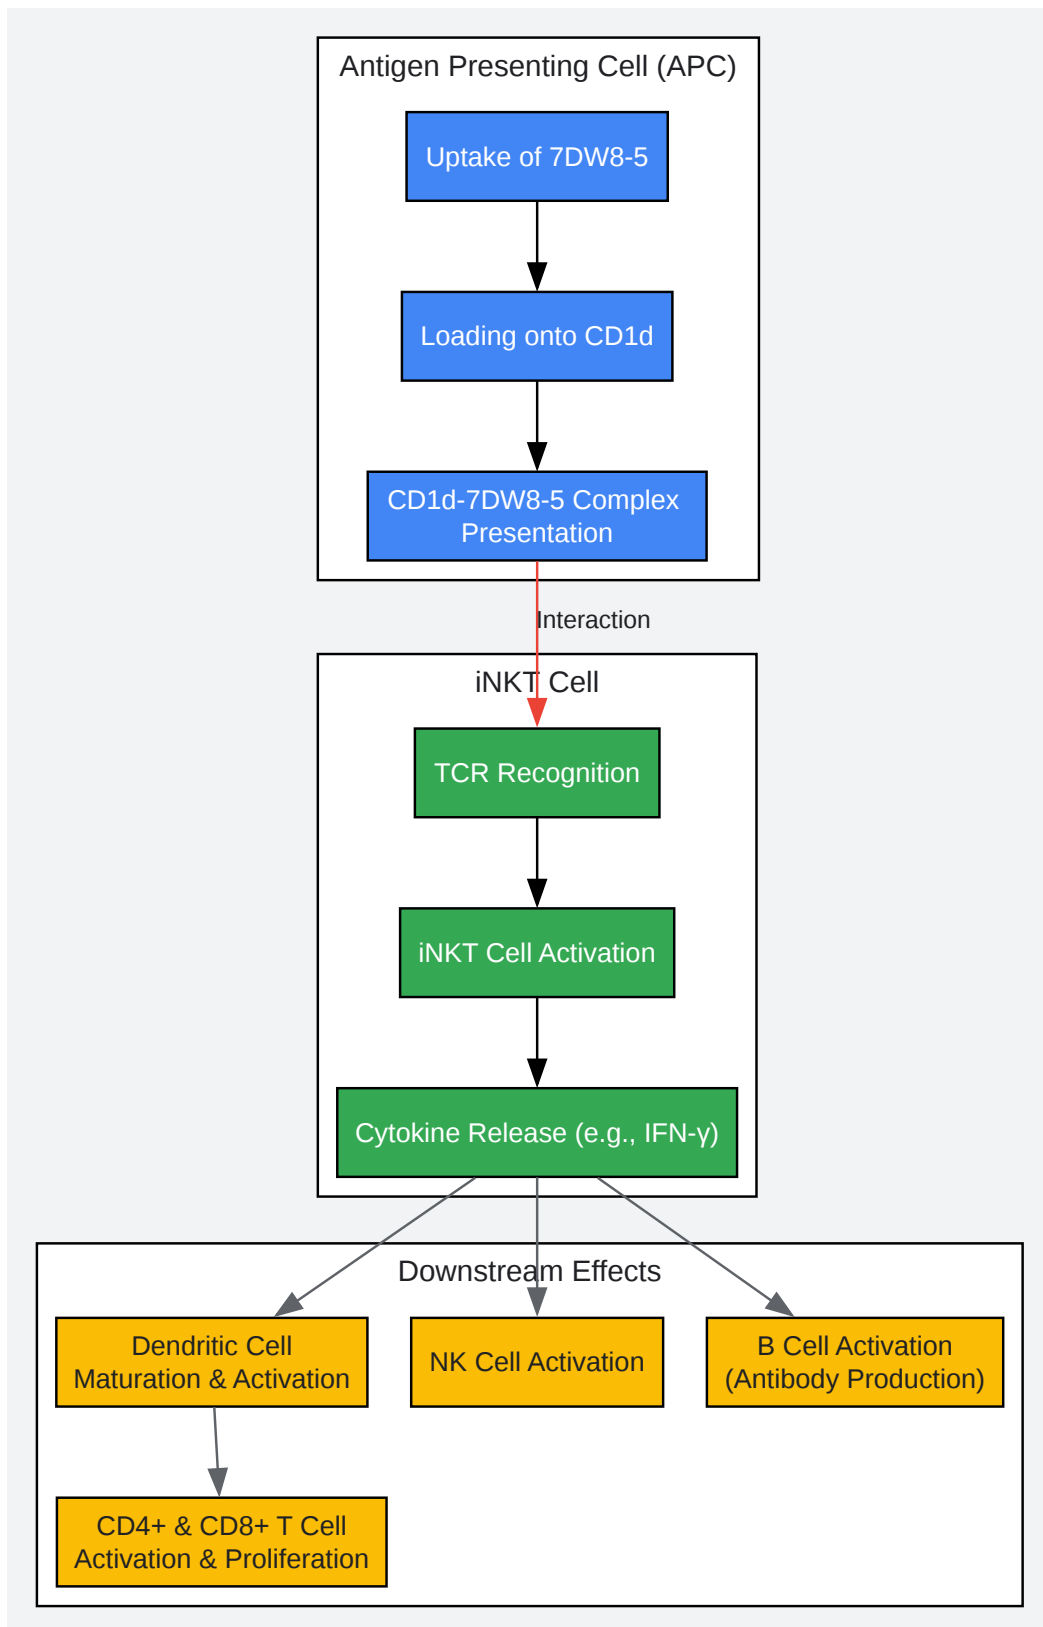 Antigen Presenting Cell (APC)
Uptake of 7DW8-5
Loading onto CD1d
CD1d-7DW8-5 Complex
Presentation
Interaction
iNKT Cell
TCR Recognition
iNKT Cell Activation
Cytokine Release (e.g., IFN-γ)
Downstream Effects
Dendritic Cell
Maturation & Activation
NK Cell Activation
B Cell Activation
(Antibody Production)
CD4+ & CD8+ T Cell
Activation & Proliferation